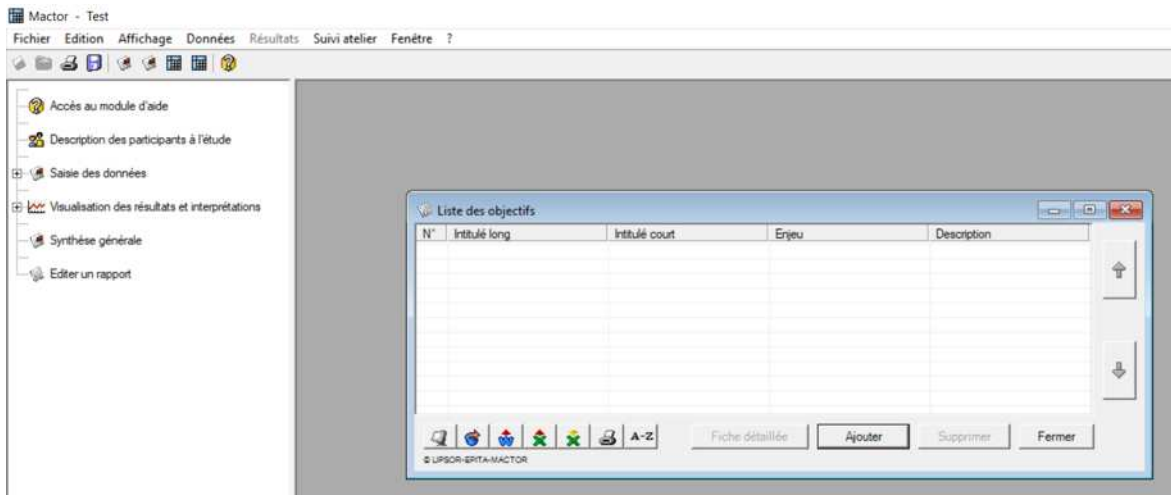 Mactor - Test
Fichier Edition Affichage Données Résultats Suivi atelier Fenêtre ?
Accès au module d'aide
Description des participants à l'étude
Saisie des données
Visualisation des résultats et interprétations
Synthèse générale
Editer un rapport
Liste des objectifs
N° Intitulé long Intitulé court Enjeu Description
A-Z Fiche détaillée Ajouter Supprimer Fermer
© LIPSOR-EPITA-MACTOR